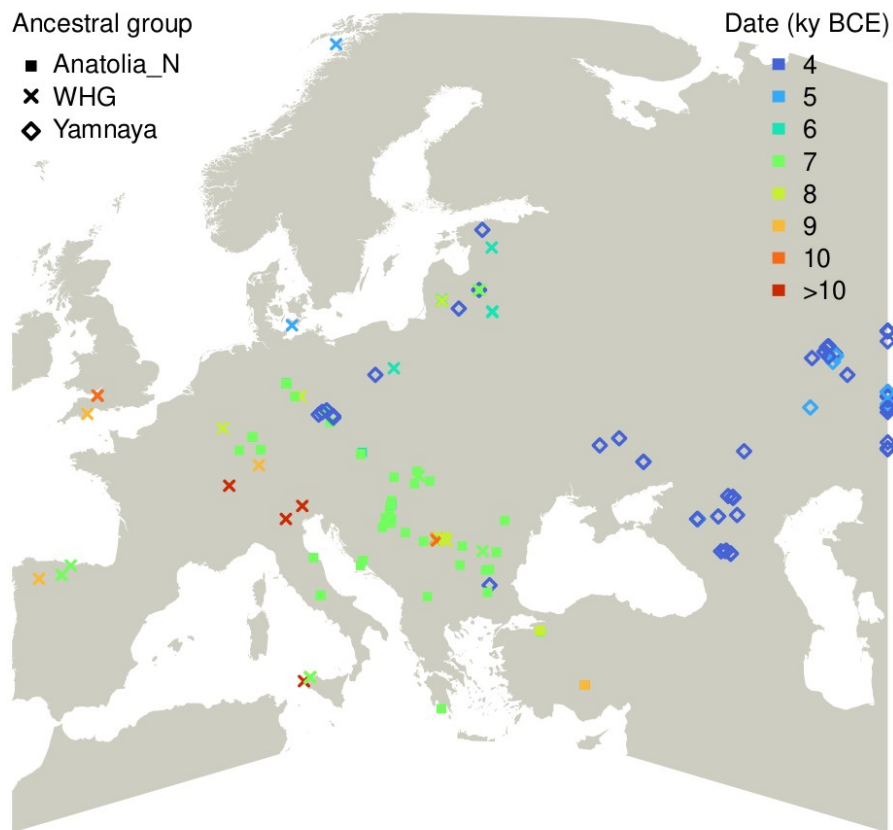 Ancestral group
Anatolia_N
WHG
Yamnaya
Date (ky BCE)
4
5
6
7
8
9
10
>10